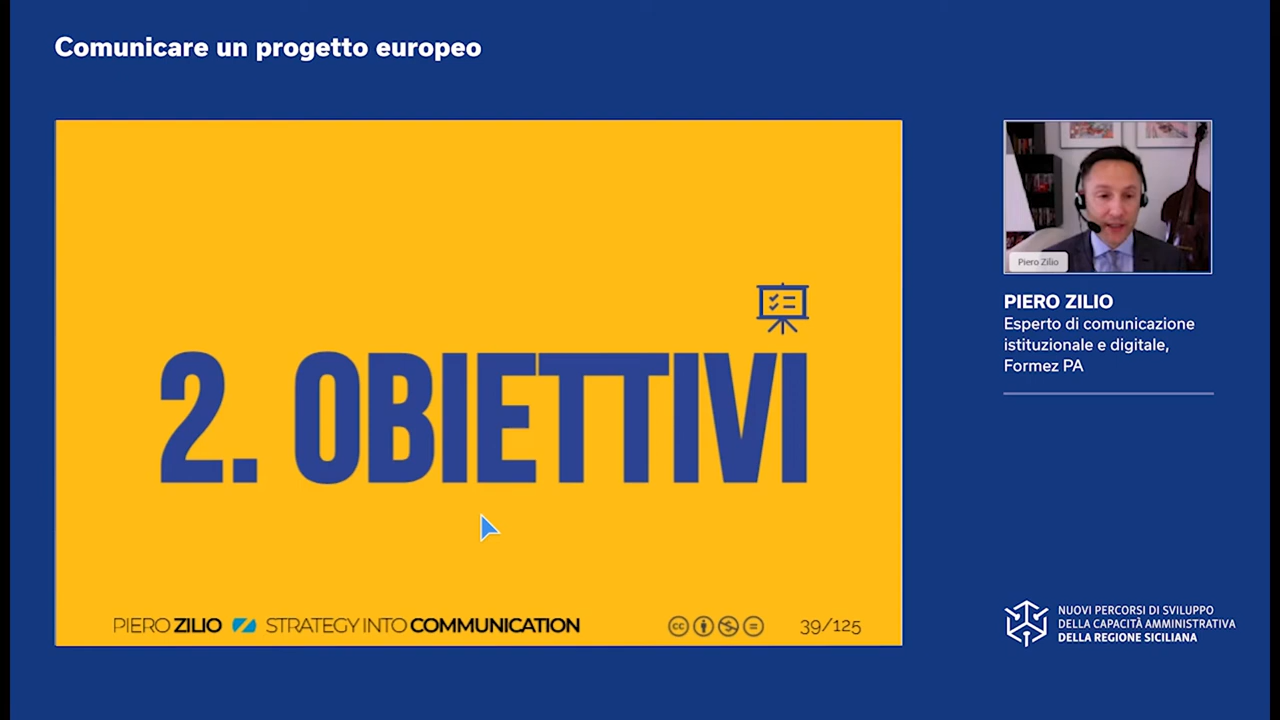 Comunicare un progetto europeo
2. OBIETTIVI
PIERO ZILIO STRATEGY INTO COMMUNICATION
cc
39/125
Piero Zilio
PIERO ZILIO
Esperto di comunicazione
istituzionale e digitale,
Formez PA
NUOVI PERCORSI DI SVILUPPO
DELLA CAPACITÀ AMMINISTRATIVA
DELLA REGIONE SICILIANA